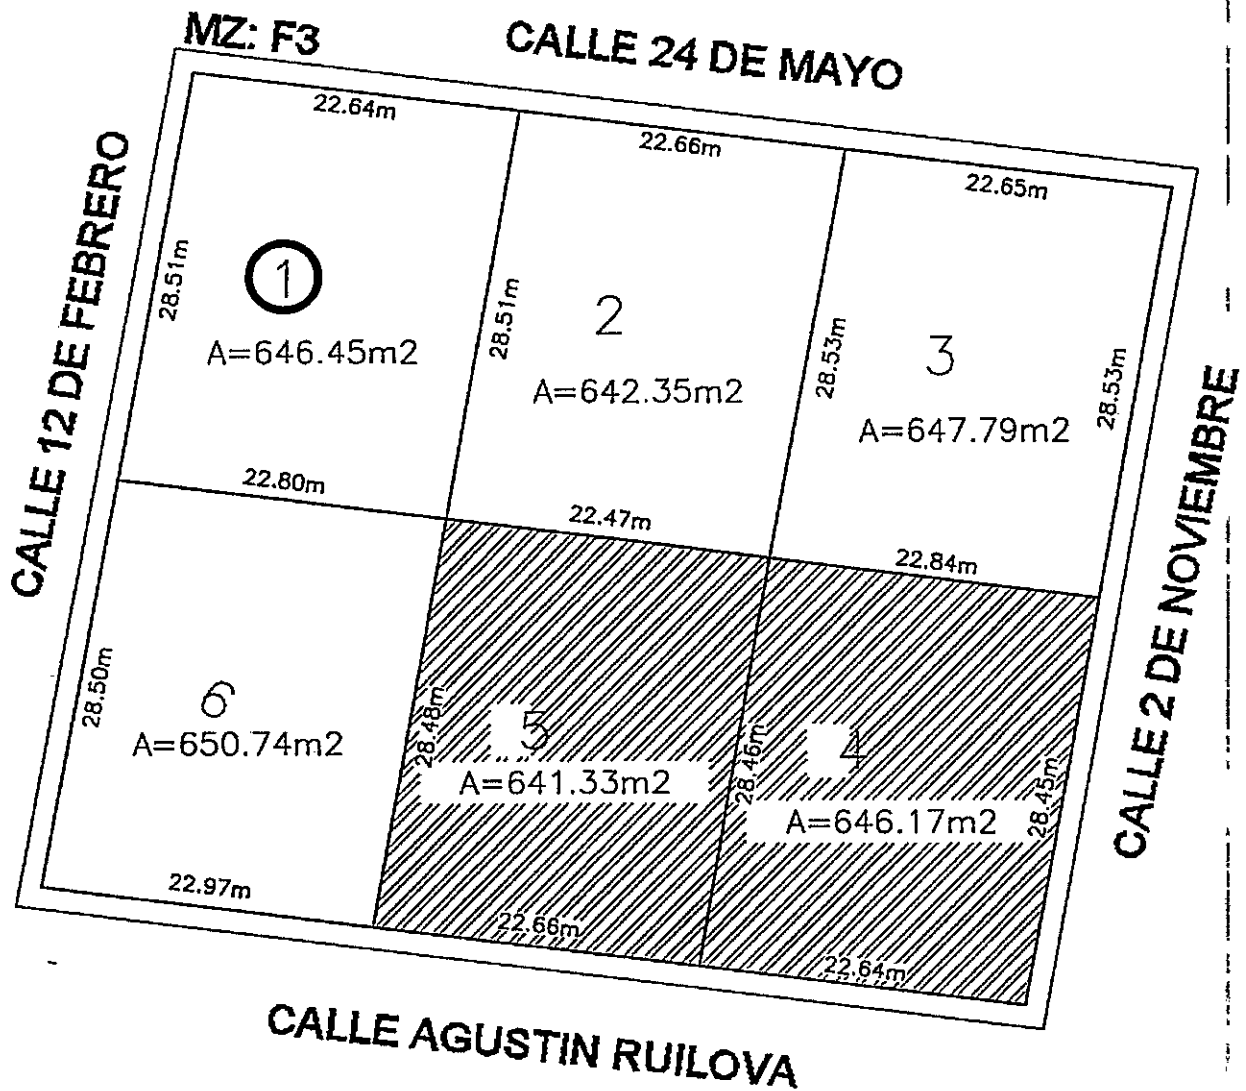 MZ: F3
CALLE 24 DE MAYO
22.64m
22.66m
22.65m
CALLE 12 DE FEBRERO
28.51m
1
A=646.45m2
28.51m
2
A=642.35m2
28.53m
3
A=647.79m2
28.53m
CALLE 2 DE NOVIEMBRE
22.80m
22.47m
22.84m
28.50m
6
A=650.74m2
28.48m
5
A=641.33m2
28.46m
4
A=646.17m2
28.45m
22.97m
22.66m
22.64m
CALLE AGUSTIN RUILOVA